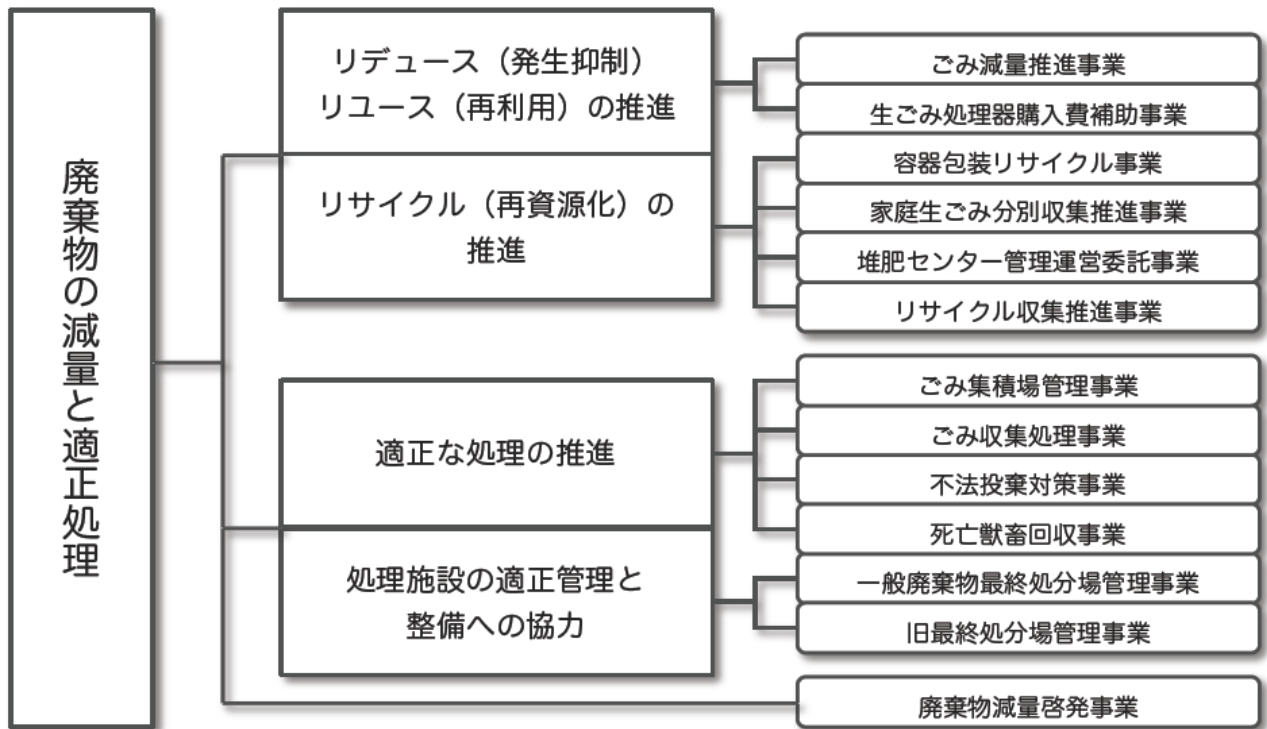 廃棄物の減量と適正処理
リデュース（発生抑制）
リユース（再利用）の推進
ごみ減量推進事業
生ごみ処理器購入費補助事業
リサイクル（再資源化）の
推進
容器包装リサイクル事業
家庭生ごみ分別収集推進事業
堆肥センター管理運営委託事業
リサイクル収集推進事業
適正な処理の推進
ごみ集積場管理事業
ごみ収集処理事業
不法投棄対策事業
死亡獣畜回収事業
処理施設の適正管理と
整備への協力
一般廃棄物最終処分場管理事業
旧最終処分場管理事業
廃棄物減量啓発事業